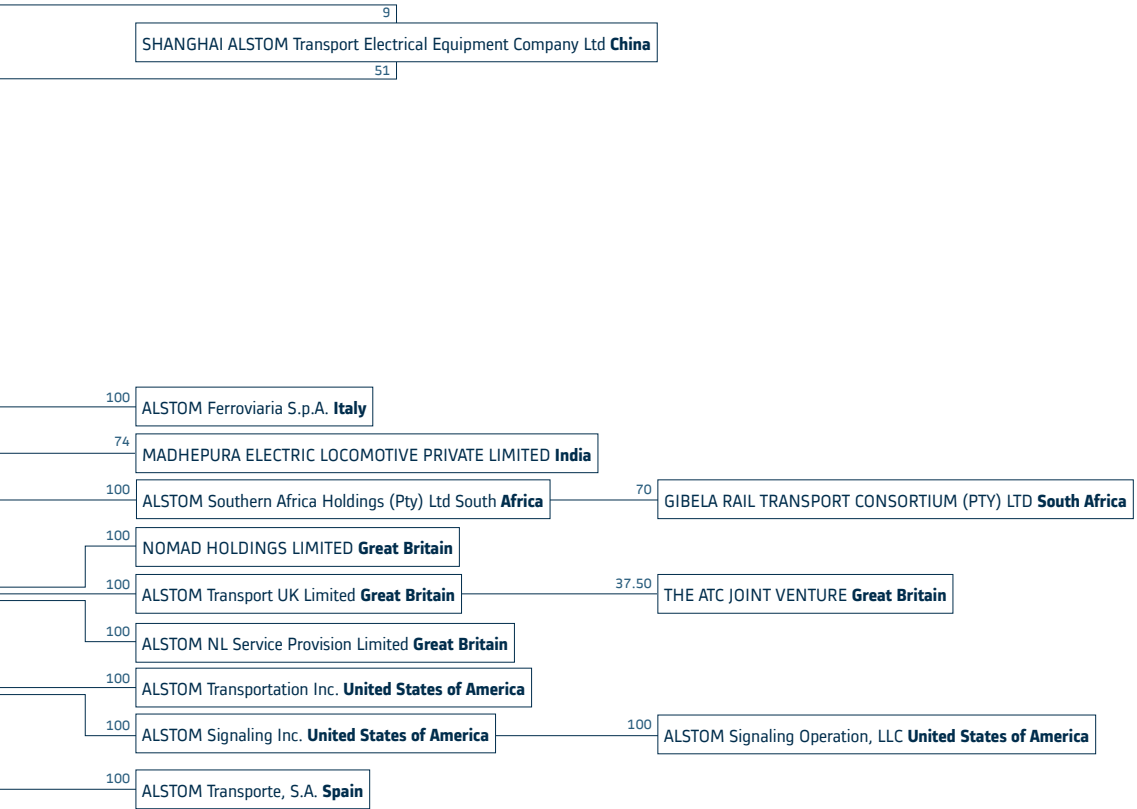 9
SHANGHAI ALSTOM Transport Electrical Equipment Company Ltd China
51
100
ALSTOM Ferroviaria S.p.A. Italy
74
MADHEPURA ELECTRIC LOCOMOTIVE PRIVATE LIMITED India
100
ALSTOM Southern Africa Holdings (Pty) Ltd South Africa
70
GIBELA RAIL TRANSPORT CONSORTIUM (PTY) LTD South Africa
100
NOMAD HOLDINGS LIMITED Great Britain
100
ALSTOM Transport UK Limited Great Britain
37.50
THE ATC JOINT VENTURE Great Britain
100
ALSTOM NL Service Provision Limited Great Britain
100
ALSTOM Transportation Inc. United States of America
100
ALSTOM Signaling Inc. United States of America
100
ALSTOM Signaling Operation, LLC United States of America
100
ALSTOM Transporte, S.A. Spain